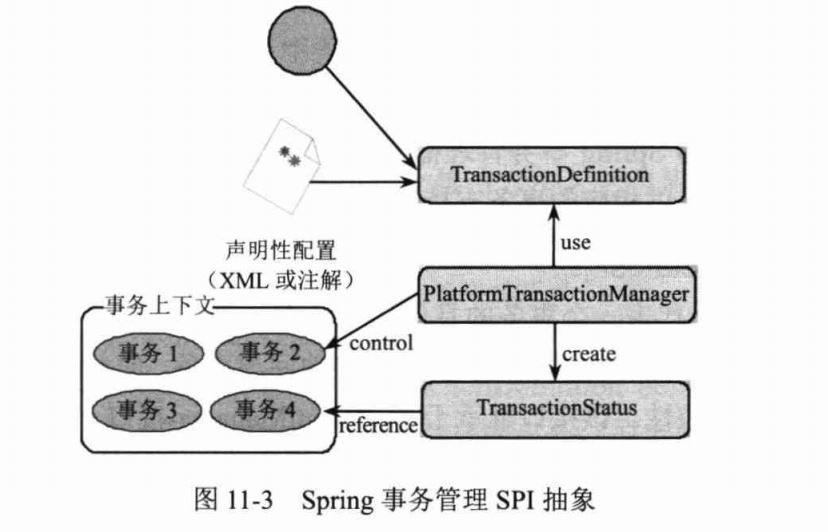 TransactionDefinition
use
声明性配置
（XML 或注解）
PlatformTransactionManager
事务上下文
事务 1
事务 2
control
create
事务 3
事务 4
reference
TransactionStatus
图 11-3 Spring 事务管理 SPI 抽象